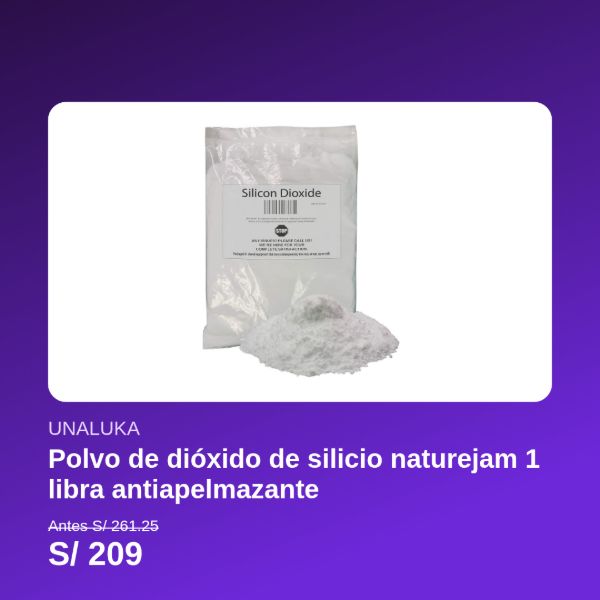 Silicon Dioxide
STOP
UNALUKA
Polvo de dióxido de silicio naturejam 1
libra antiapelmazante
Antes S/ 261.25
S/ 209